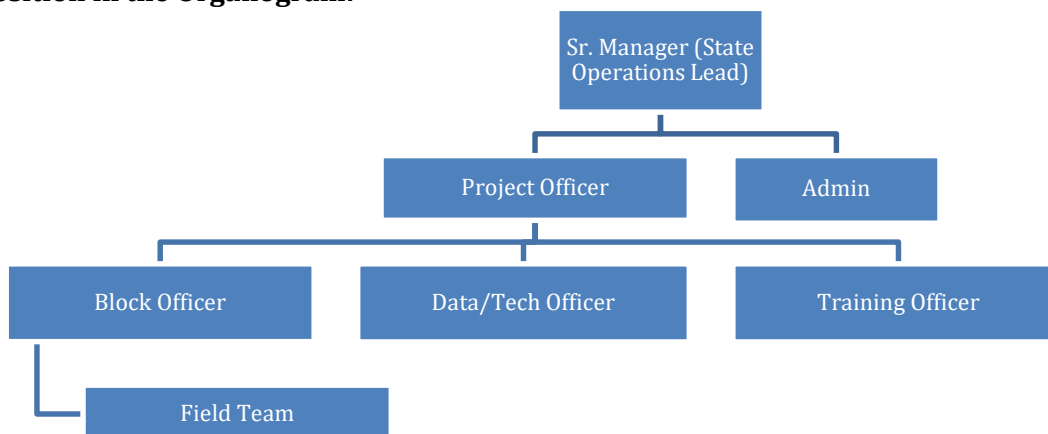 in the Organogram:
Sr. Manager (State
Operations Lead)
Project Officer
Admin
Block Officer
Data/Tech Officer
Training Officer
Field Team